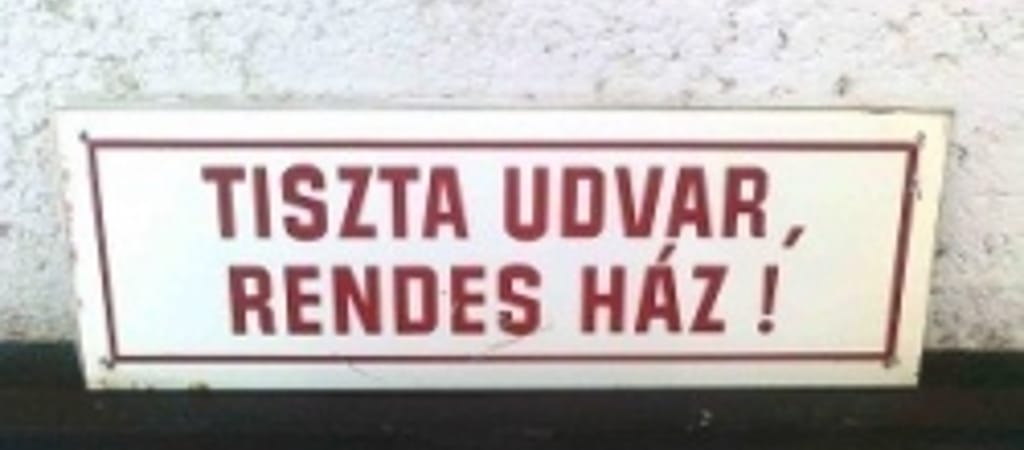 TISZTA UDVAR,
RENDES HÁZ!